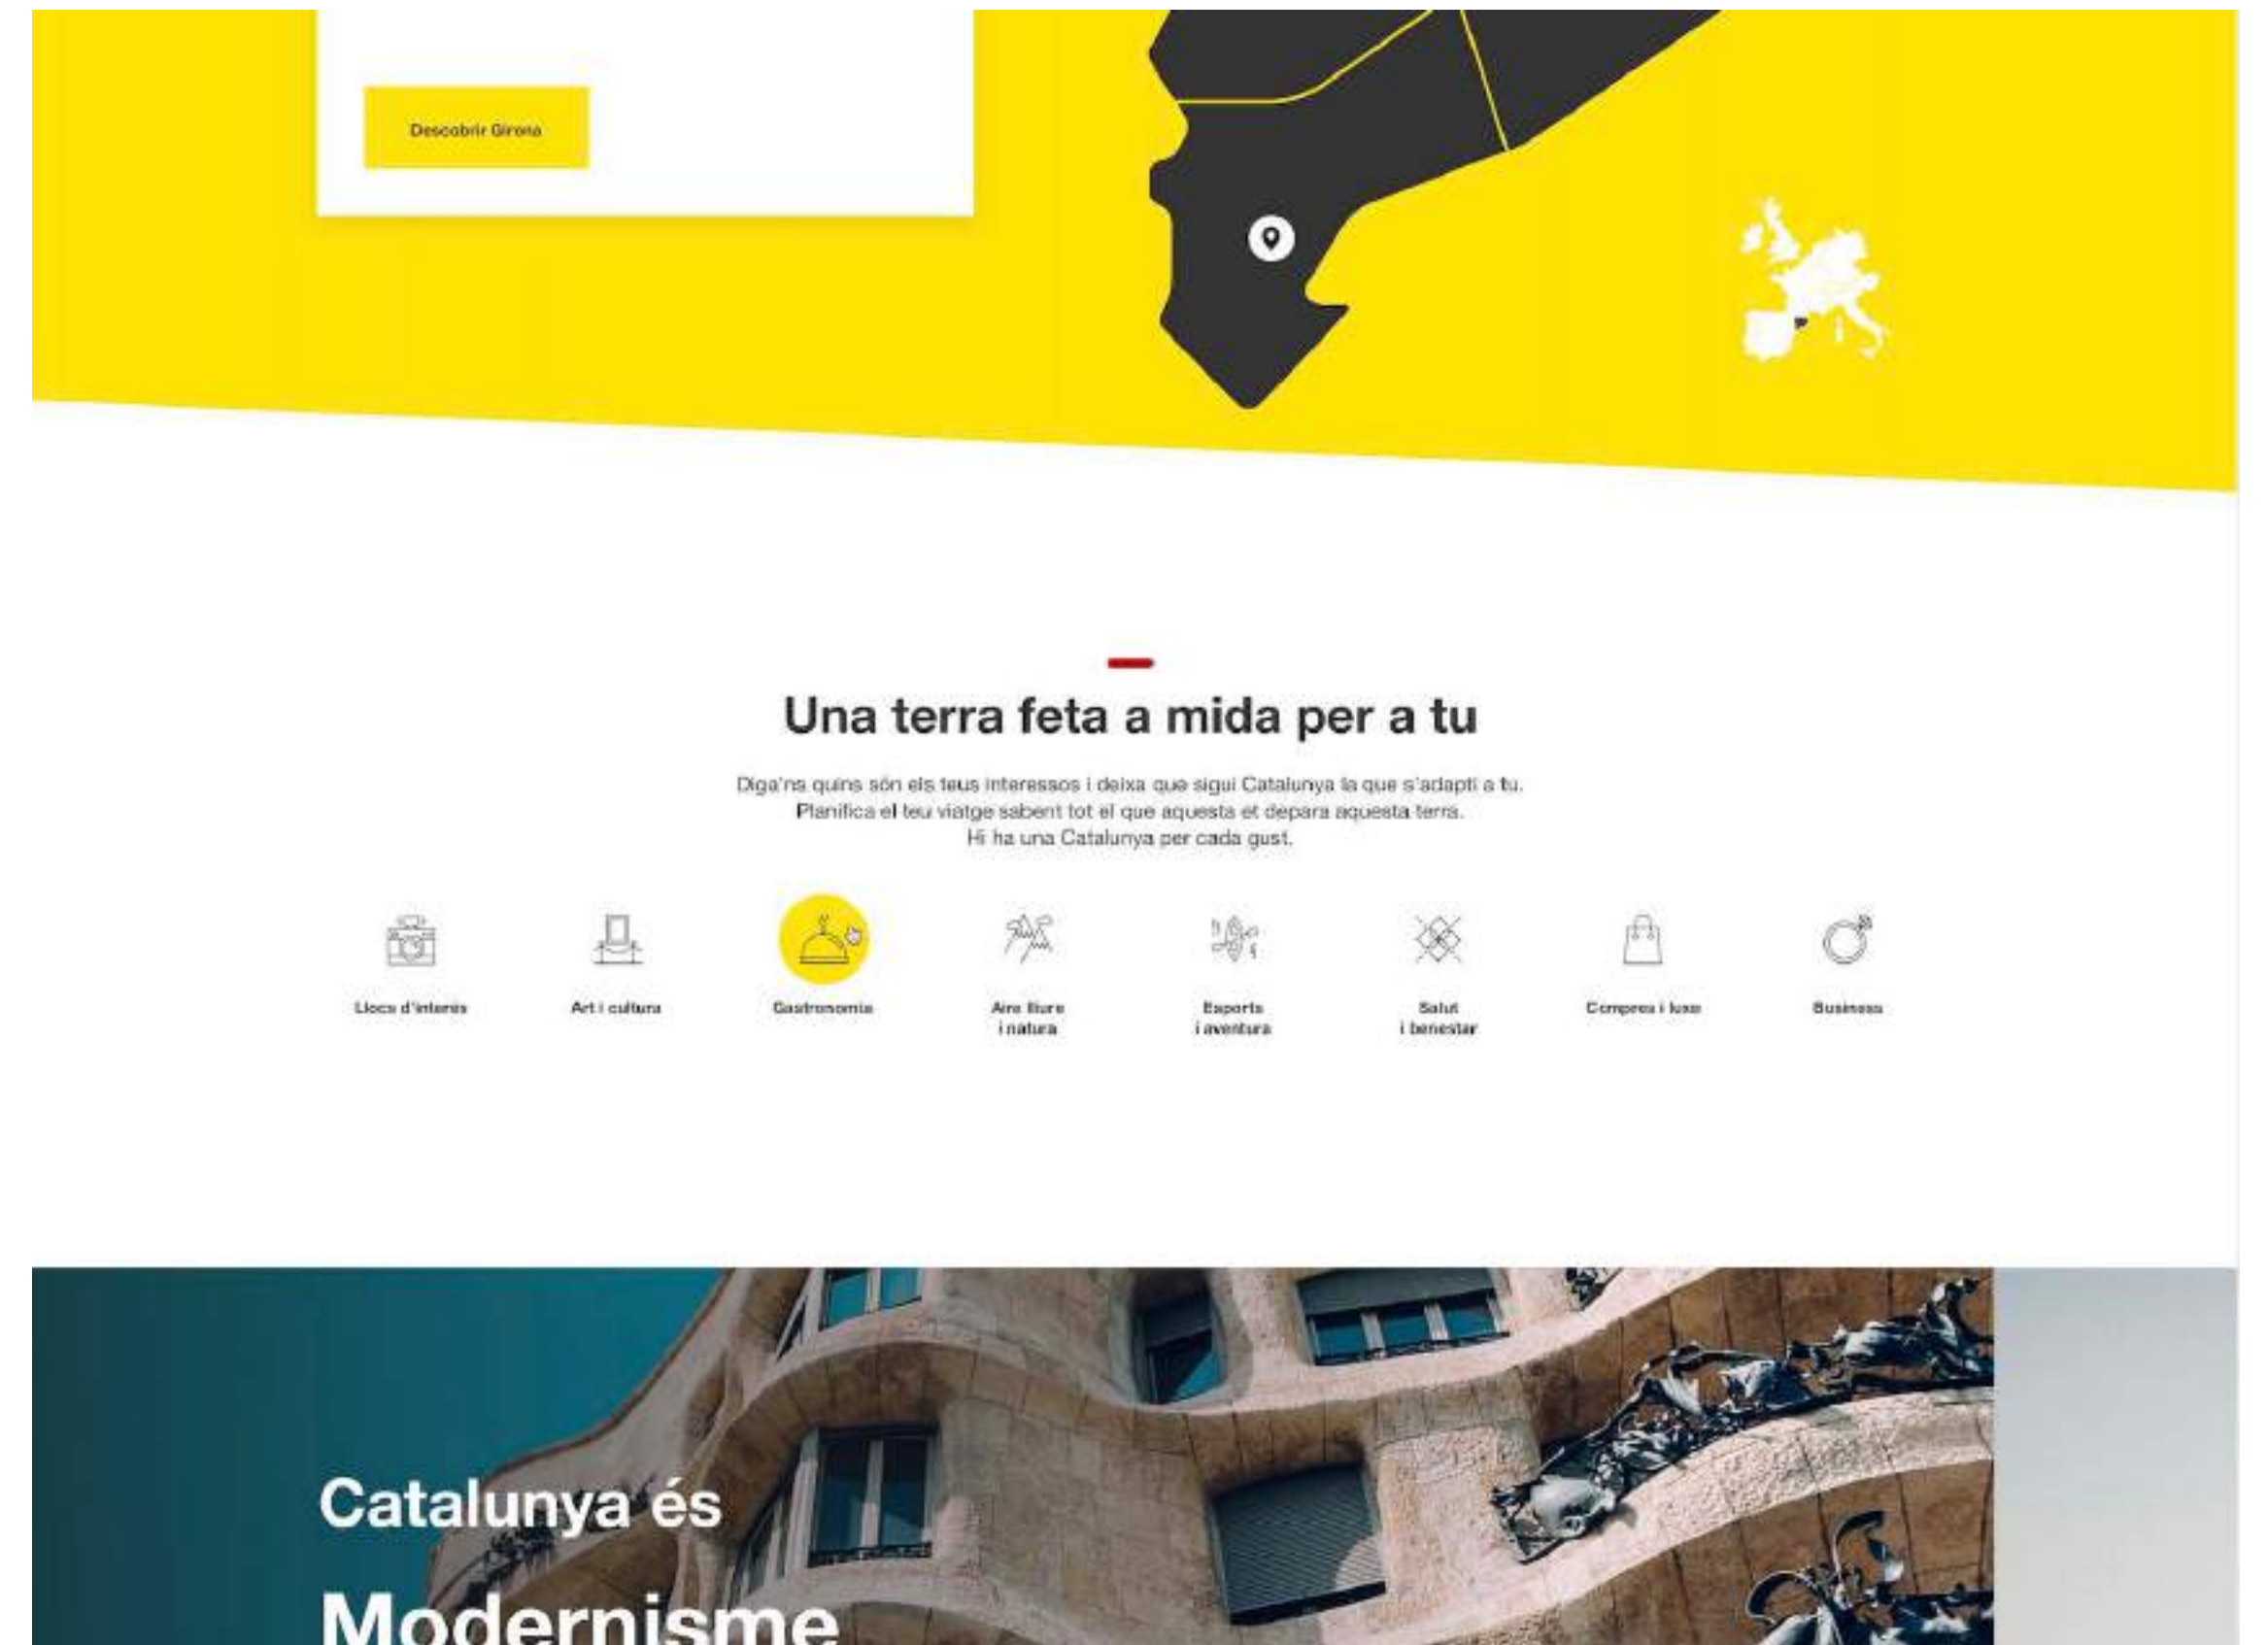 Descobrir Girona
Una terra feta a mida per a tu
Diga'ns quins són els teus interessos i deixa que sigui Catalunya la que s'adapti a tu.
Planifica el teu viatge sabent tot el que aquesta et depara aquesta terra.
Hi ha una Catalunya per cada gust.
Llocs d'interès
Art i cultura
Gastronomia
Aire lliure
i natura
Esports
i aventura
Salut
i benestar
Compres i luxe
Business
Catalunya és
Modernisme